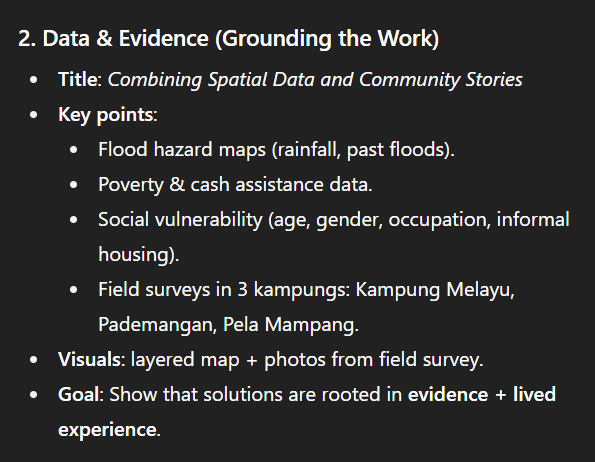 2. Data & Evidence (Grounding the Work)
Title: Combining Spatial Data and Community Stories
Key points:
Flood hazard maps (rainfall, past floods).
Poverty & cash assistance data.
Social vulnerability (age, gender, occupation, informal
housing).
Field surveys in 3 kampungs: Kampung Melayu,
Pademangan, Pela Mampang.
Visuals: layered map + photos from field survey.
Goal: Show that solutions are rooted in evidence + lived
experience.